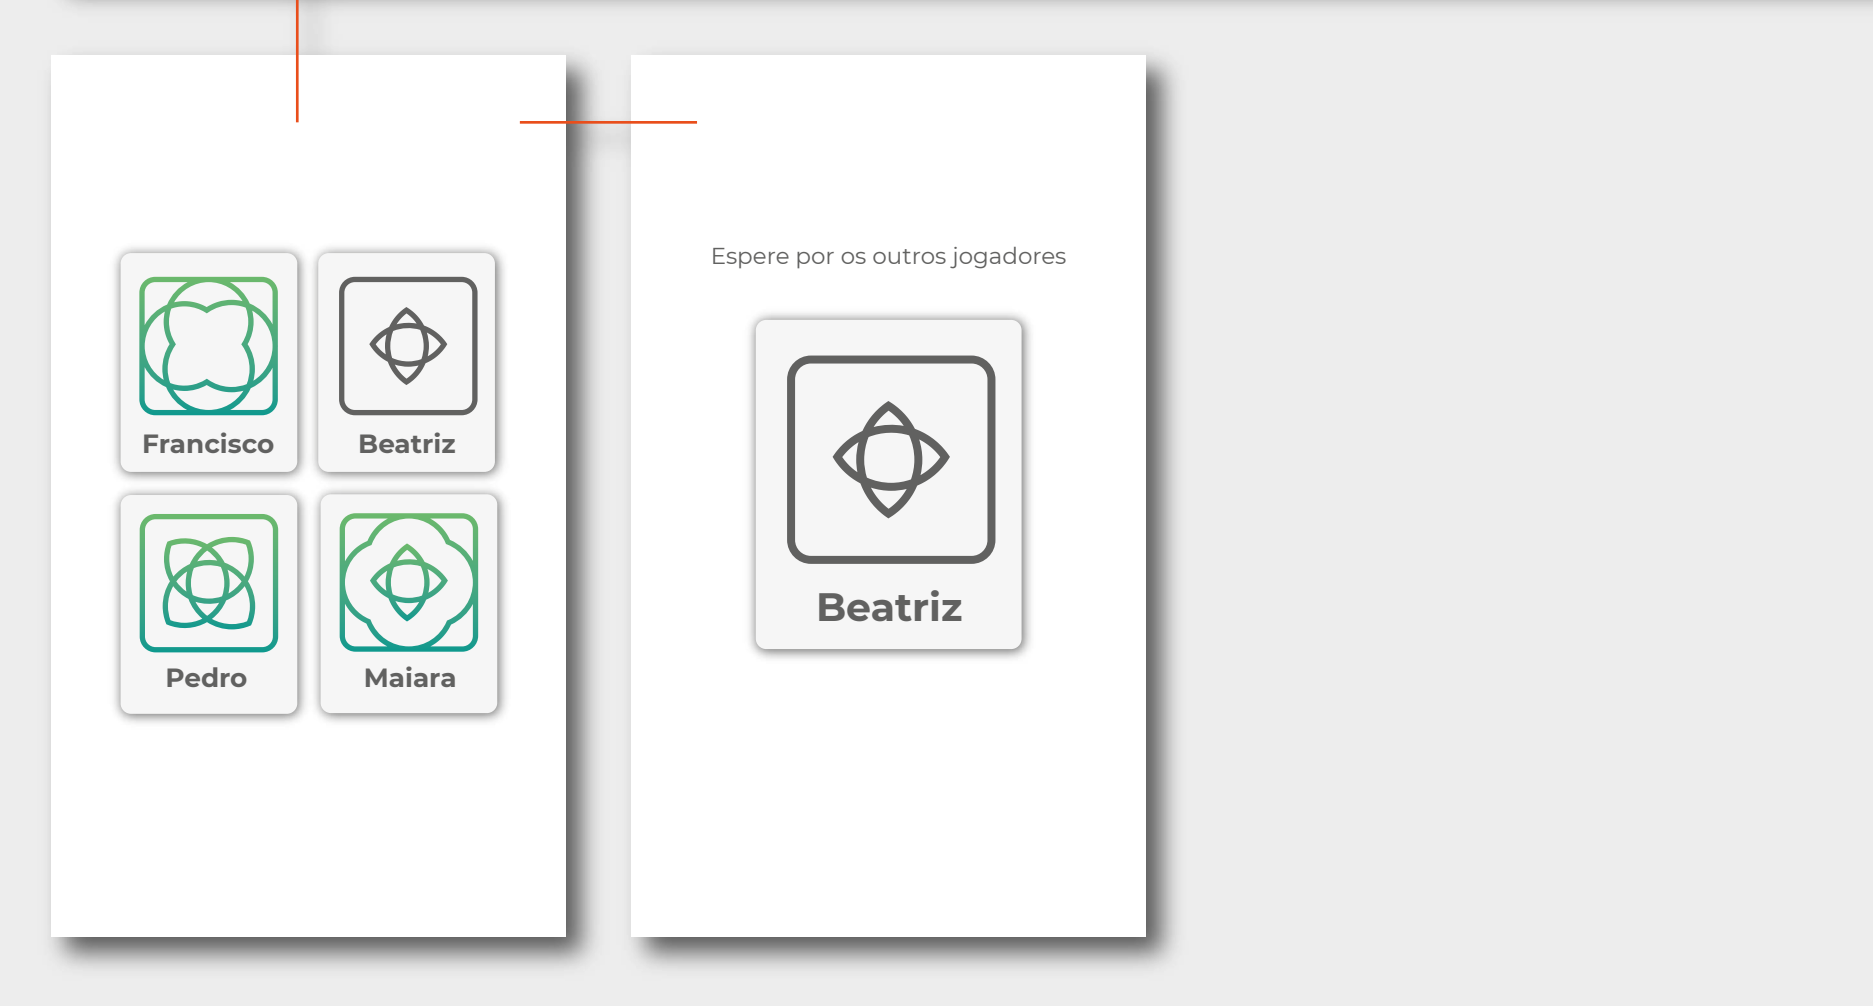 Francisco
Beatriz
Pedro
Maiara
Espere por os outros jogadores
Beatriz